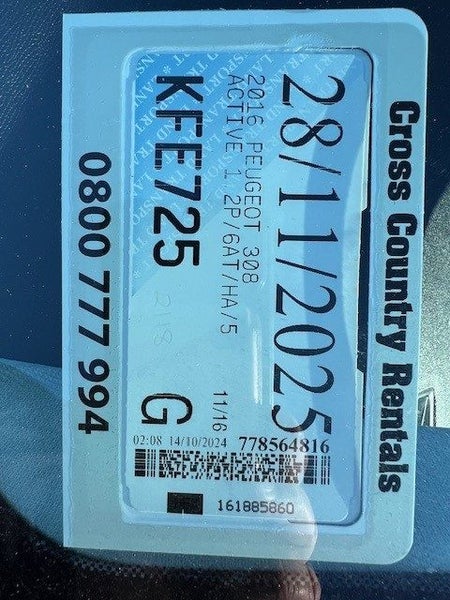 Cross Country Rentals
28/11/2025
2016 PEUGEOT 308
ACTIVE 1.2P/6AT/HA/5
KFE725
11/16
G
02:08 14/10/2024 778564816
161885860
0800 777 994